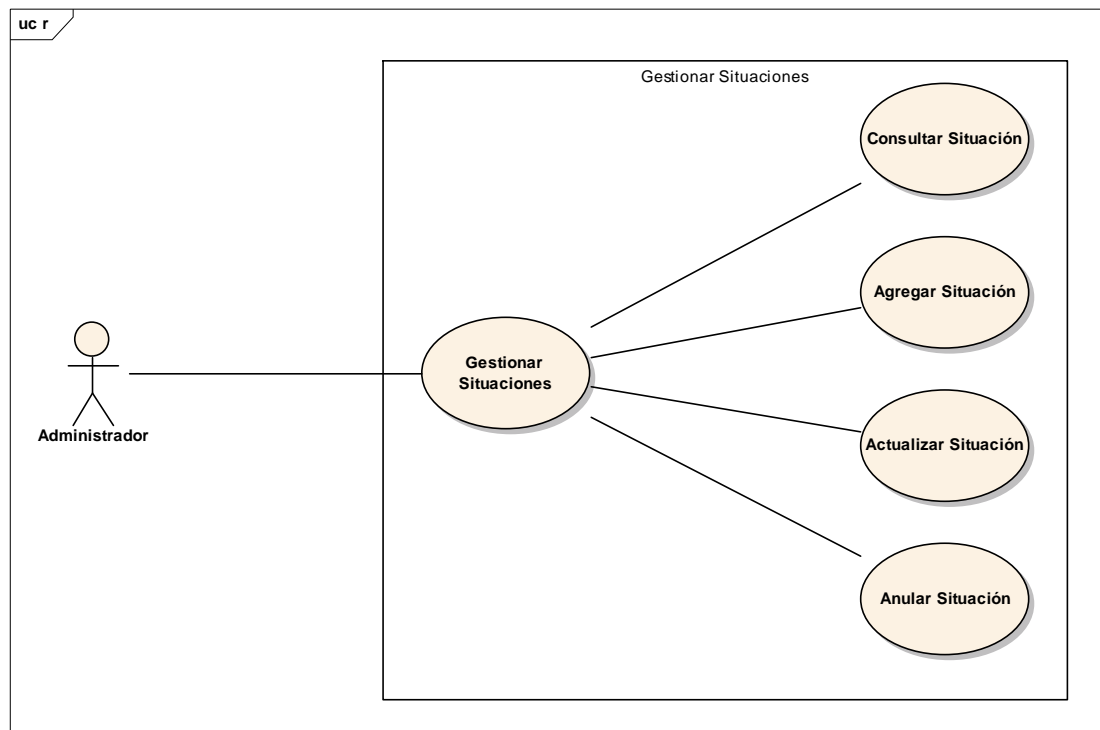 uc r
Gestionar Situaciones
Consultar Situación
Agregar Situación
Gestionar
Situaciones
Actualizar Situación
Administrador
Anular Situación